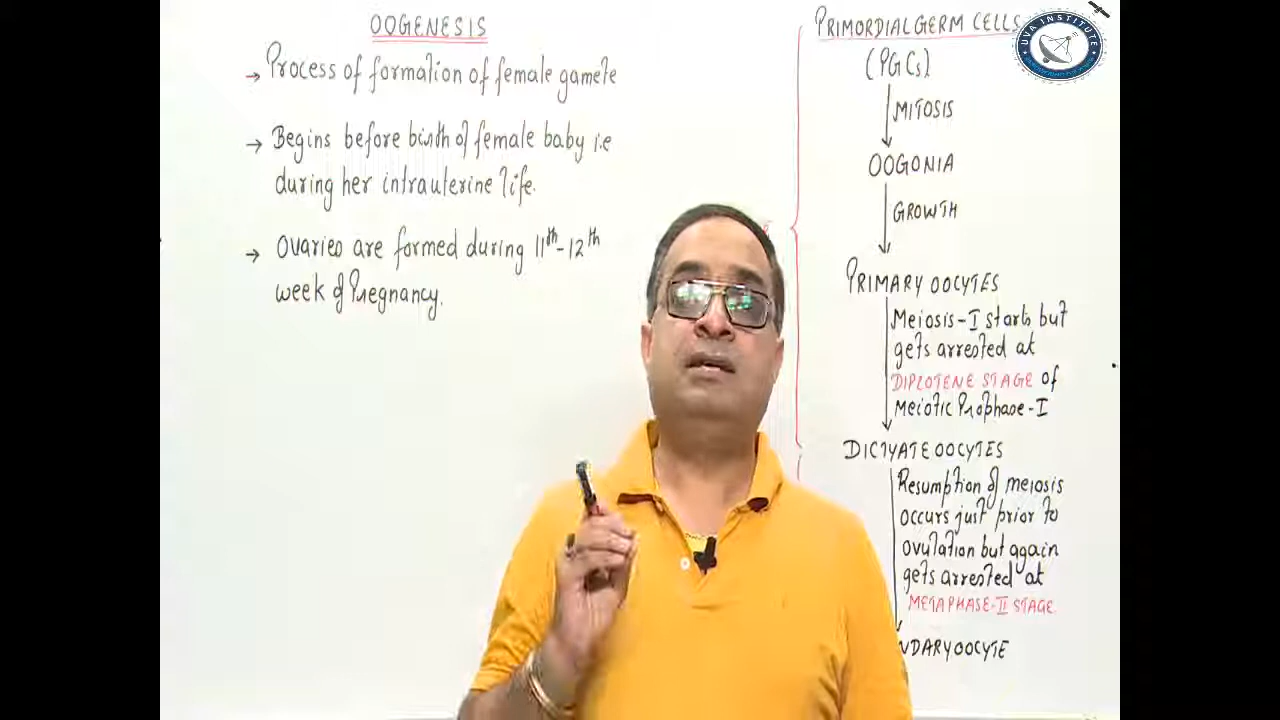 OOGENESIS
→ Process of formation of female gamete
→ Begins before birth of female baby i.e
during her intrauterine life.
→ Ovaries are formed during 11th-12th
week of Pregnancy.
PRIMORDIAL GERM CELLS
(PGCs)
MITOSIS
OOGONIA
GROWTH
PRIMARY OOCYTES
Meiosis-I starts but
gets arrested at
DIPLOTENE STAGE of
Meiotic Prophase-I
DICTYATE OOCYTES
Resumption of meiosis
occurs just prior to
ovulation but again
gets arrested at
METAPHASE-II STAGE
NDARY OOCYTE
UVA INSTITUTE